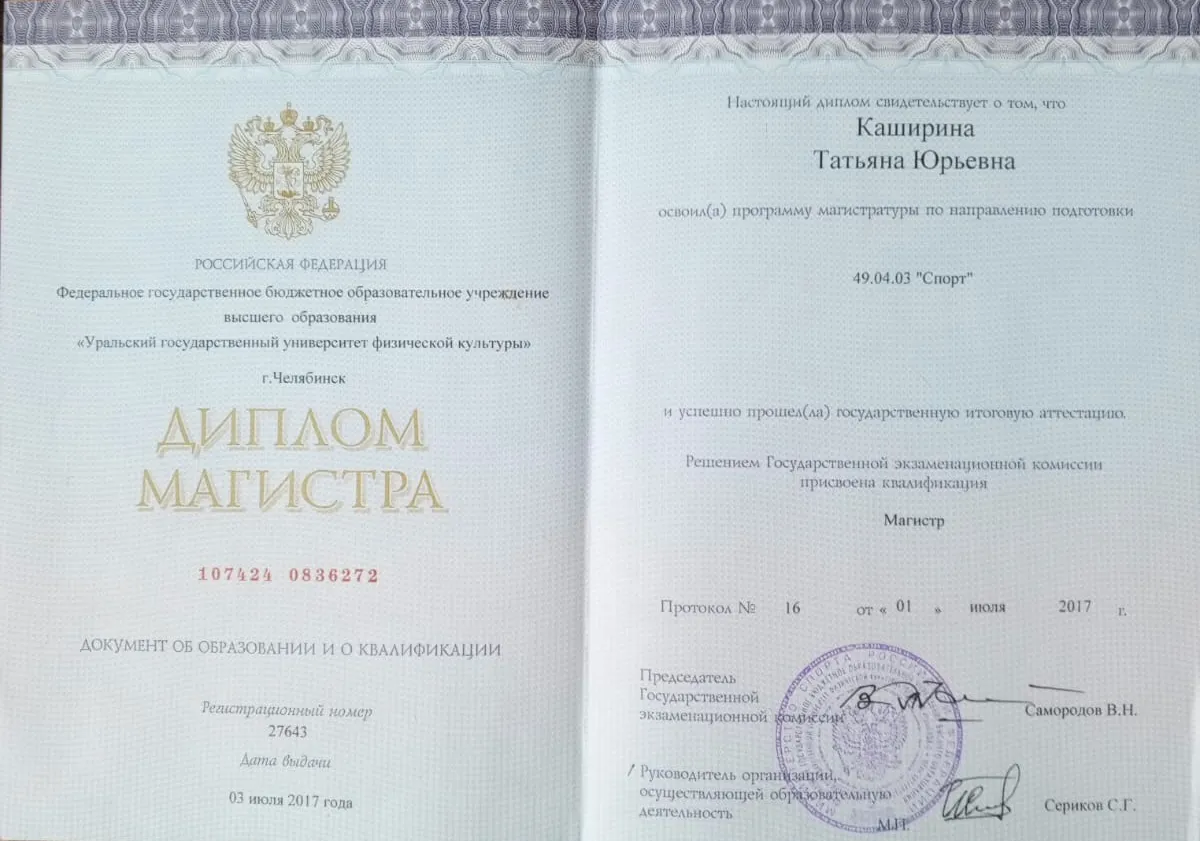 РОССИЙСКАЯ ФЕДЕРАЦИЯ
Федеральное государственное бюджетное образовательное учреждение
высшего образования
«Уральский государственный университет физической культуры»
г.Челябинск
ДИПЛОМ
МАГИСТРА
107424 0836272
ДОКУМЕНТ ОБ ОБРАЗОВАНИИ И О КВАЛИФИКАЦИИ
Регистрационный номер
27643
Дата выдачи
03 июля 2017 года
Настоящий диплом свидетельствует о том, что
Каширина
Татьяна Юрьевна
освоил(а) программу магистратуры по направлению подготовки
49.04.03 "Спорт"
и успешно прошел(ла) государственную итоговую аттестацию.
Решением Государственной экзаменационной комиссии
присвоена квалификация
Магистр
Протокол № 16 от « 01 » июля 2017 г.
Председатель
Государственной
экзаменационной комиссии
Самородов В.Н.
Руководитель организации,
осуществляющей образовательную
деятельность
Сериков С.Г.
М.П.